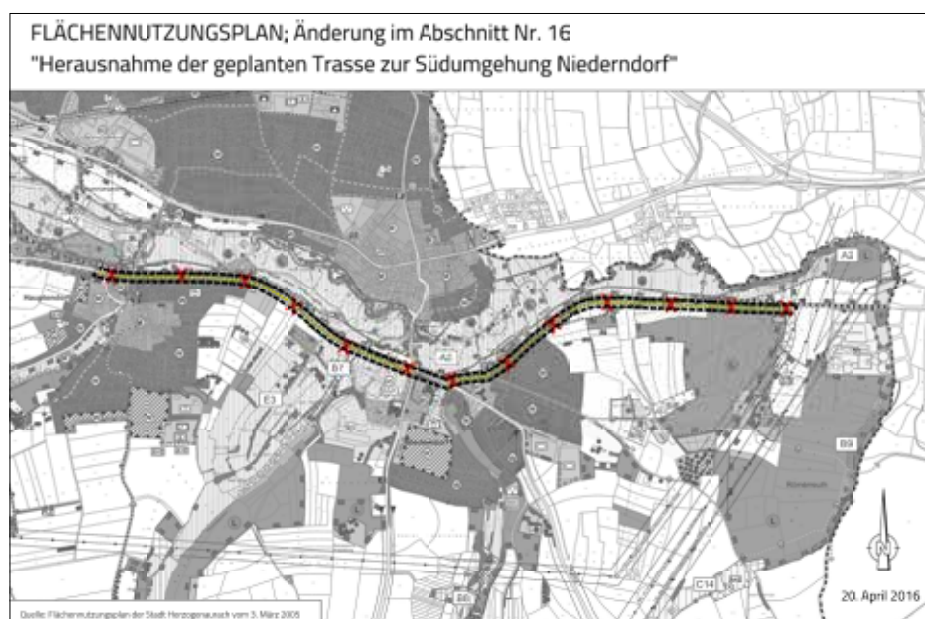 FLÄCHENNUTZUNGSPLAN; Änderung im Abschnitt Nr. 16
"Herausnahme der geplanten Trasse zur Südumgehung Niederndorf"
A2
B7
A2
E3
B9
L
L
L
C14
N
20. April 2016
Quelle: Flächennutzungsplan der Stadt Herzogenaurach vom 3. März 2005